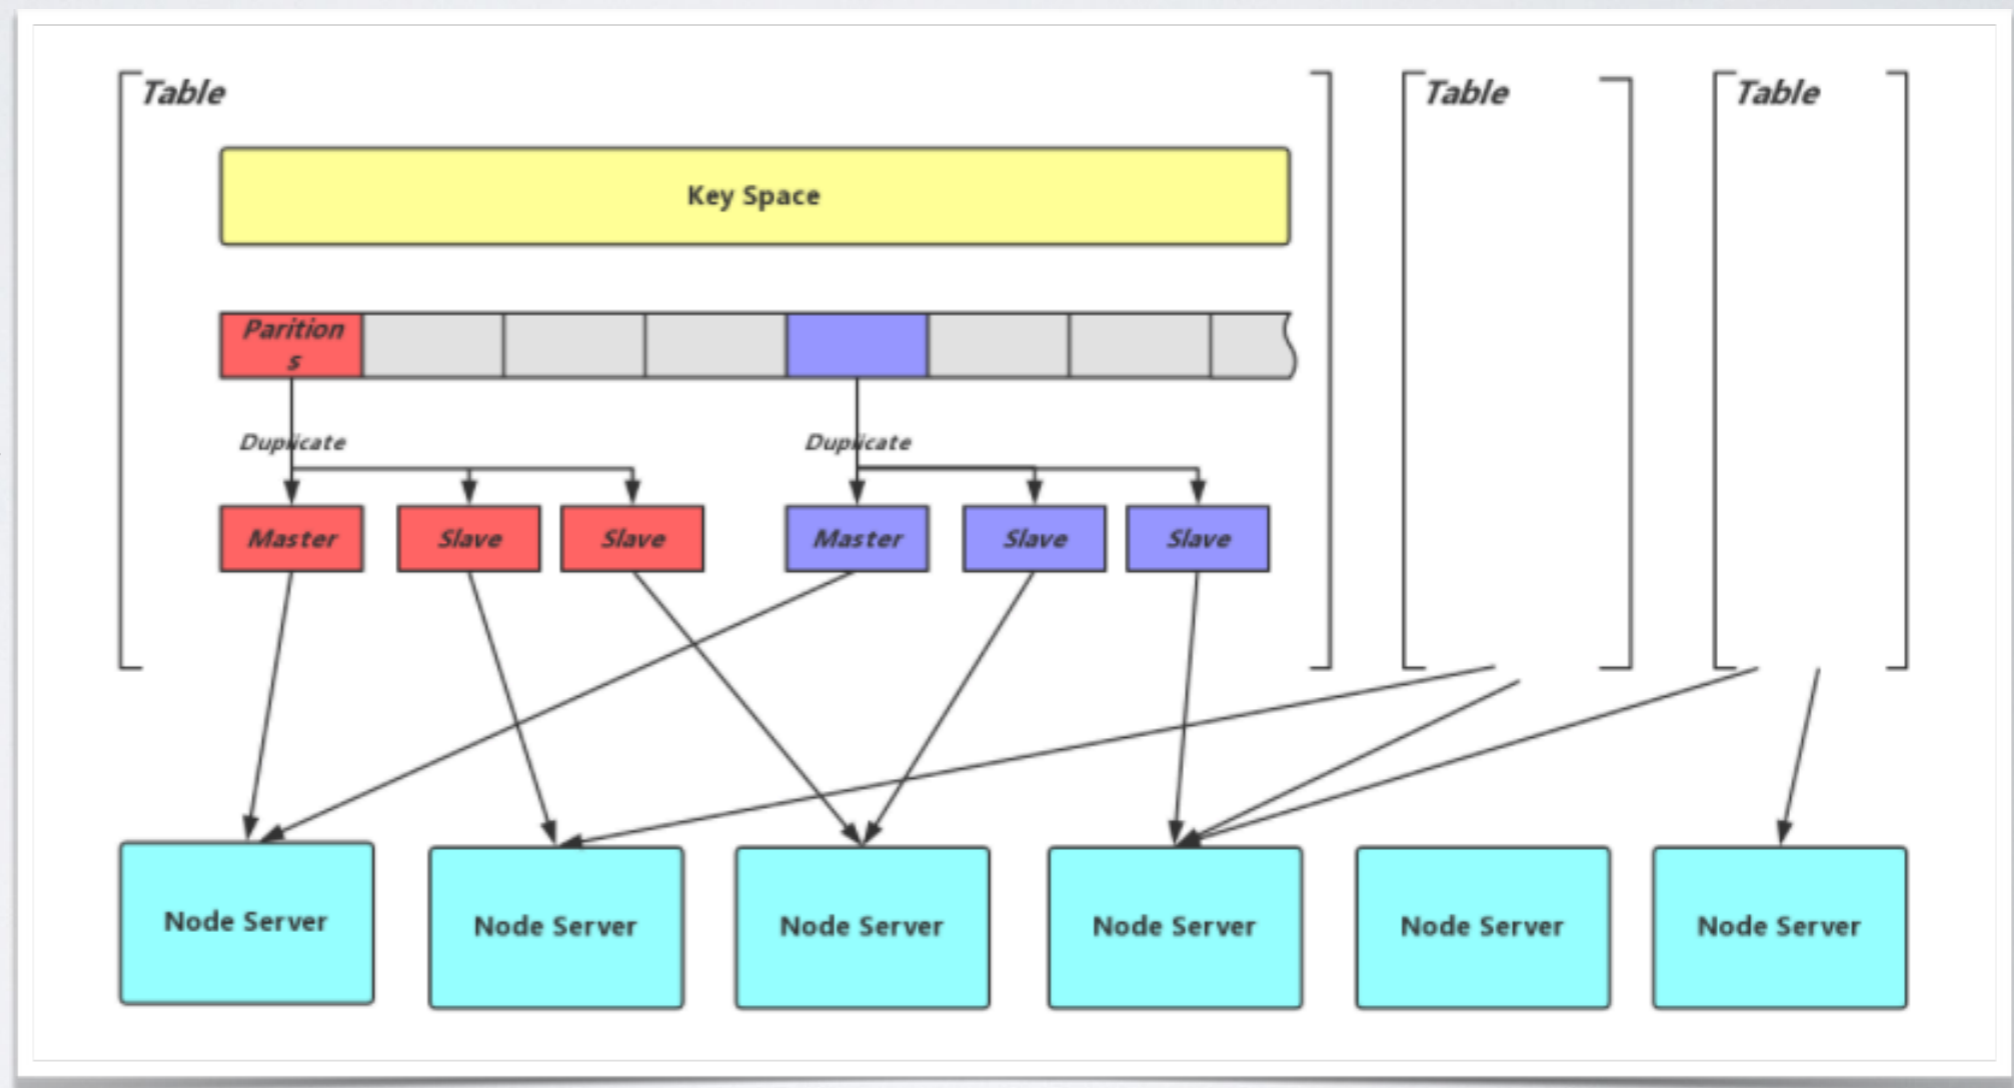 Table
Table
Table
Key Space
Parition
s
Duplicate
Duplicate
Master
Slave
Slave
Master
Slave
Slave
Node Server
Node Server
Node Server
Node Server
Node Server
Node Server